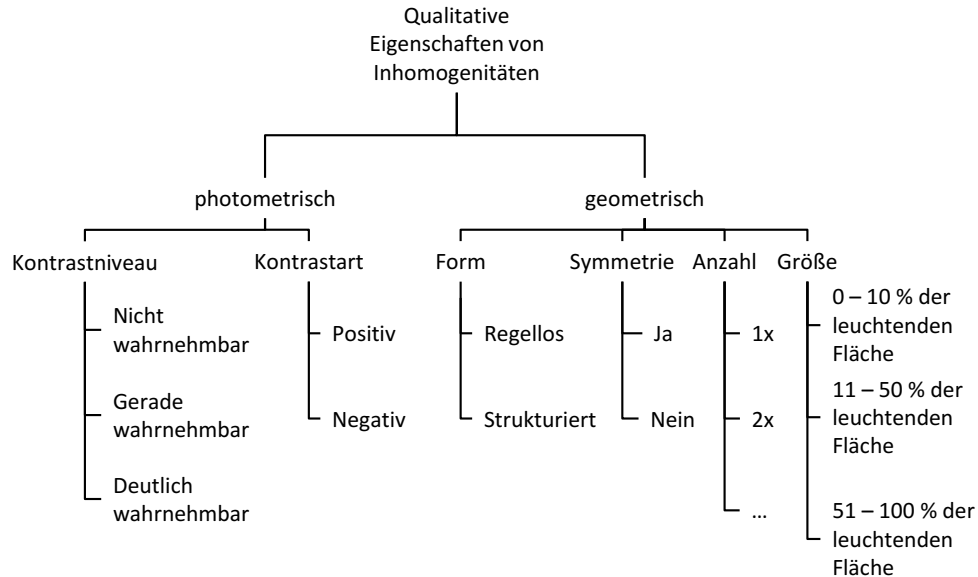 Qualitative
Eigenschaften von
Inhomogenitäten
photometrisch
geometrisch
Kontrastniveau
Kontrastart
Form
Symmetrie
Anzahl
Größe
Nicht
wahrnehmbar
Gerade
wahrnehmbar
Deutlich
wahrnehmbar
Positiv
Negativ
Regellos
Strukturiert
Ja
Nein
1x
2x
...
0 – 10 % der
leuchtenden
Fläche
11 – 50 % der
leuchtenden
Fläche
51 – 100 % der
leuchtenden
Fläche